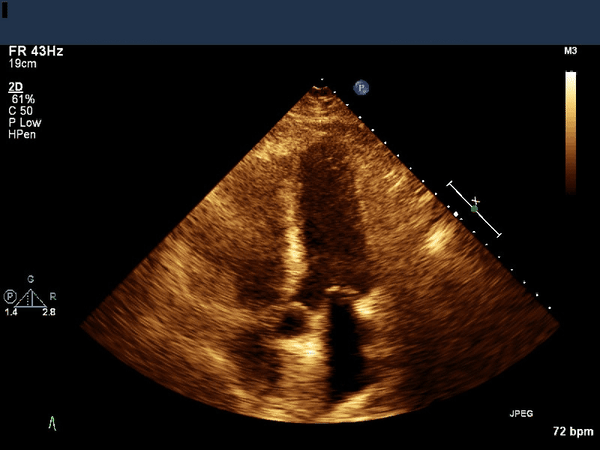 FR 43Hz
19cm
M3
2D
61%
C 50
P Low
HPen
P
X
G
P R
1.4 2.8
JPEG
72 bpm